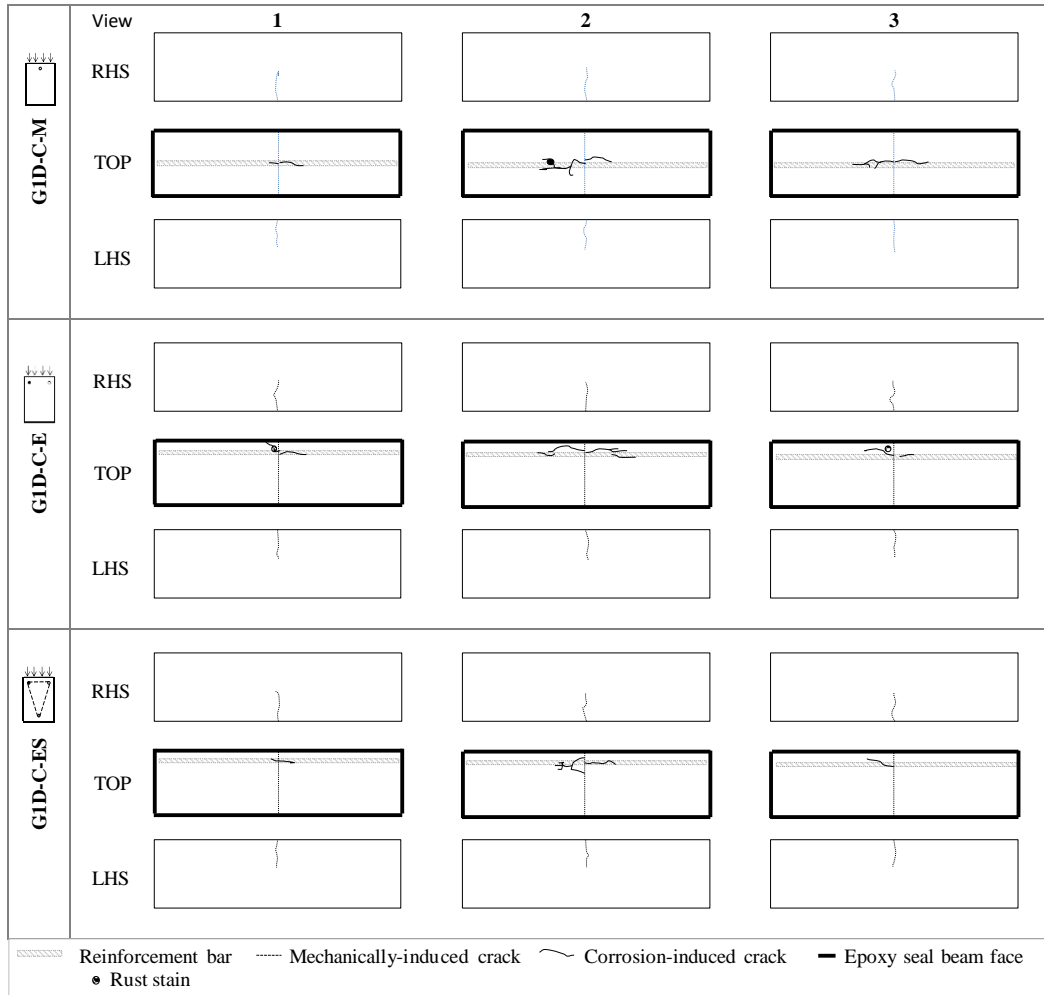 View 1 2 3
RHS
G1D-C-M
TOP
LHS
RHS
G1D-C-E
TOP
LHS
RHS
G1D-C-ES
TOP
LHS
Reinforcement bar Mechanically-induced crack Corrosion-induced crack Epoxy seal beam face
Rust stain